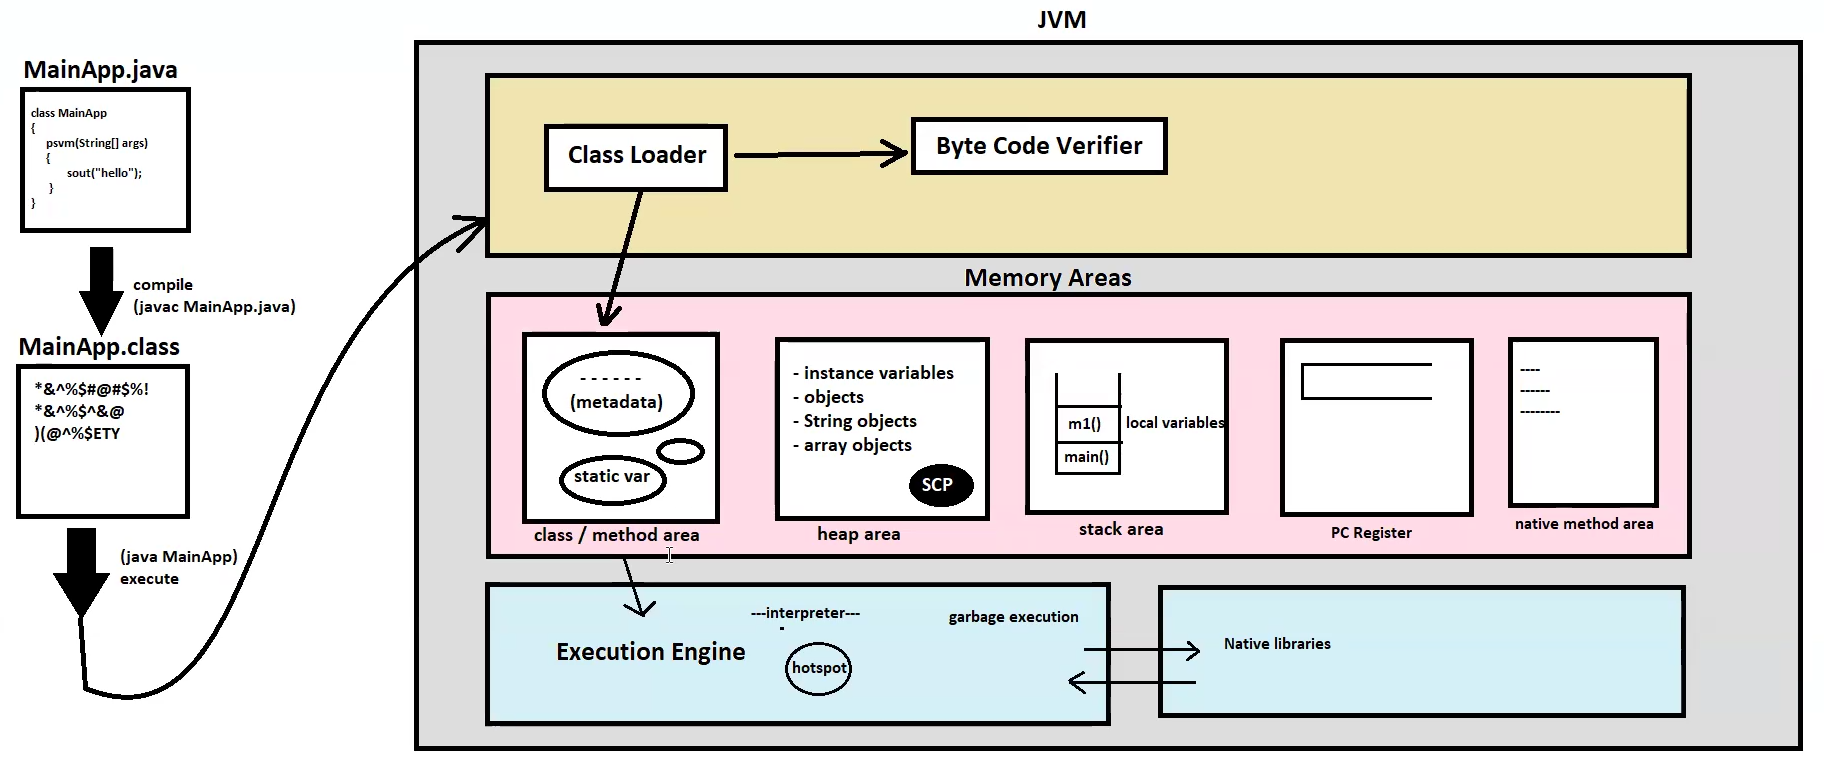 JVM
MainApp.java
class MainApp
{
psvm(String[] args)
{
sout("hello");
}
}
compile
(javac MainApp.java)
MainApp.class
*&^%$#@#$%!
*&^%$^&@
)(@^%$ETY
(java MainApp)
execute
Class Loader
Byte Code Verifier
Memory Areas
- - - - - -
(metadata)
static var
class / method area
- instance variables
- objects
- String objects
- array objects
SCP
heap area
m1()
local variables
main()
stack area
PC Register
----
------
--------
native method area
Execution Engine
---interpreter---
-
hotspot
garbage execution
Native libraries